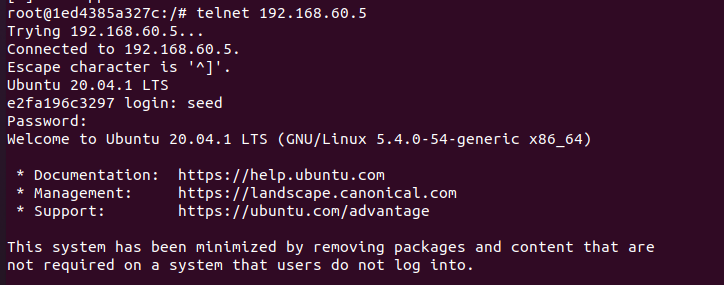 root@1ed4385a327c:/# telnet 192.168.60.5
Trying 192.168.60.5...
Connected to 192.168.60.5.
Escape character is '^]'.
Ubuntu 20.04.1 LTS
e2fa196c3297 login: seed
Password:
Welcome to Ubuntu 20.04.1 LTS (GNU/Linux 5.4.0-54-generic x86_64)

 * Documentation:  https://help.ubuntu.com
 * Management:     https://landscape.canonical.com
 * Support:        https://ubuntu.com/advantage

This system has been minimized by removing packages and content that are
not required on a system that users do not log into.